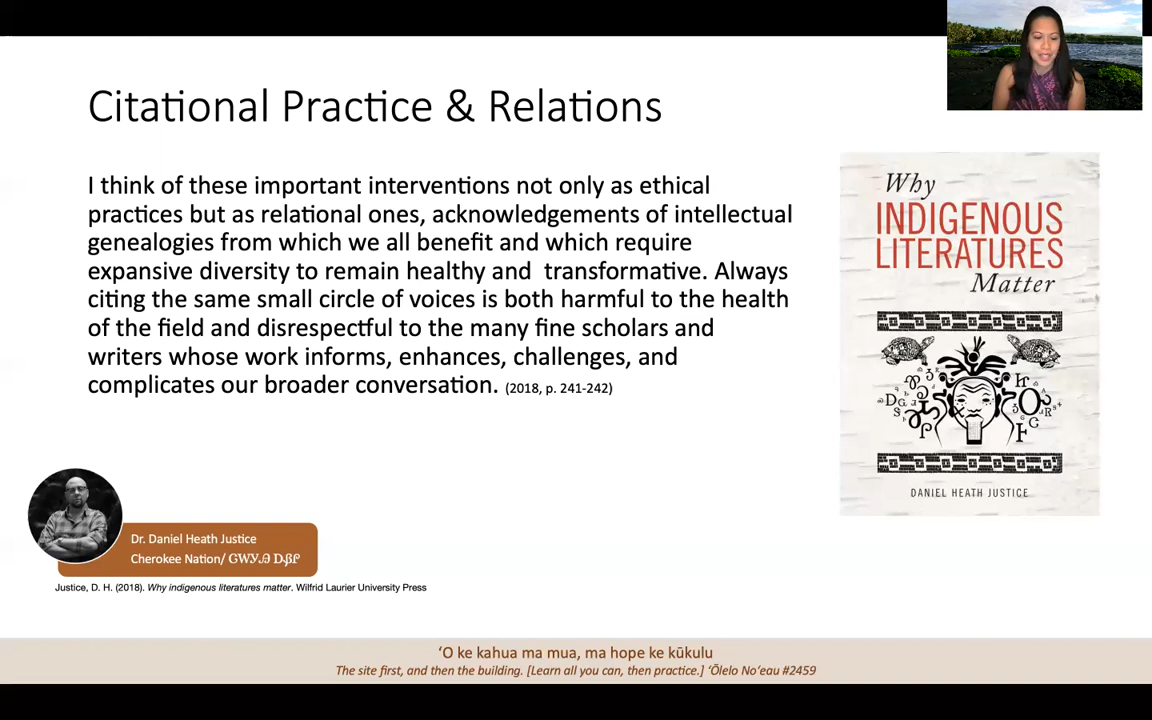 Citational Practice & Relations
I think of these important interventions not only as ethical
practices but as relational ones, acknowledgements of intellectual
genealogies from which we all benefit and which require
expansive diversity to remain healthy and  transformative. Always
citing the same small circle of voices is both harmful to the health
of the field and disrespectful to the many fine scholars and
writers whose work informs, enhances, challenges, and
complicates our broader conversation. (2018, p. 241-242)
Why
INDIGENOUS
LITERATURES
Matter
DANIEL HEATH JUSTICE
Dr. Daniel Heath Justice
Cherokee Nation/ ᏣᎳᎩᎯ ᎠᏰᎵ
Justice, D. H. (2018). Why indigenous literatures matter. Wilfrid Laurier University Press
ʻO ke kahua ma mua, ma hope ke kūkulu
The site first, and then the building. [Learn all you can, then practice.] ʻŌlelo Noʻeau #2459